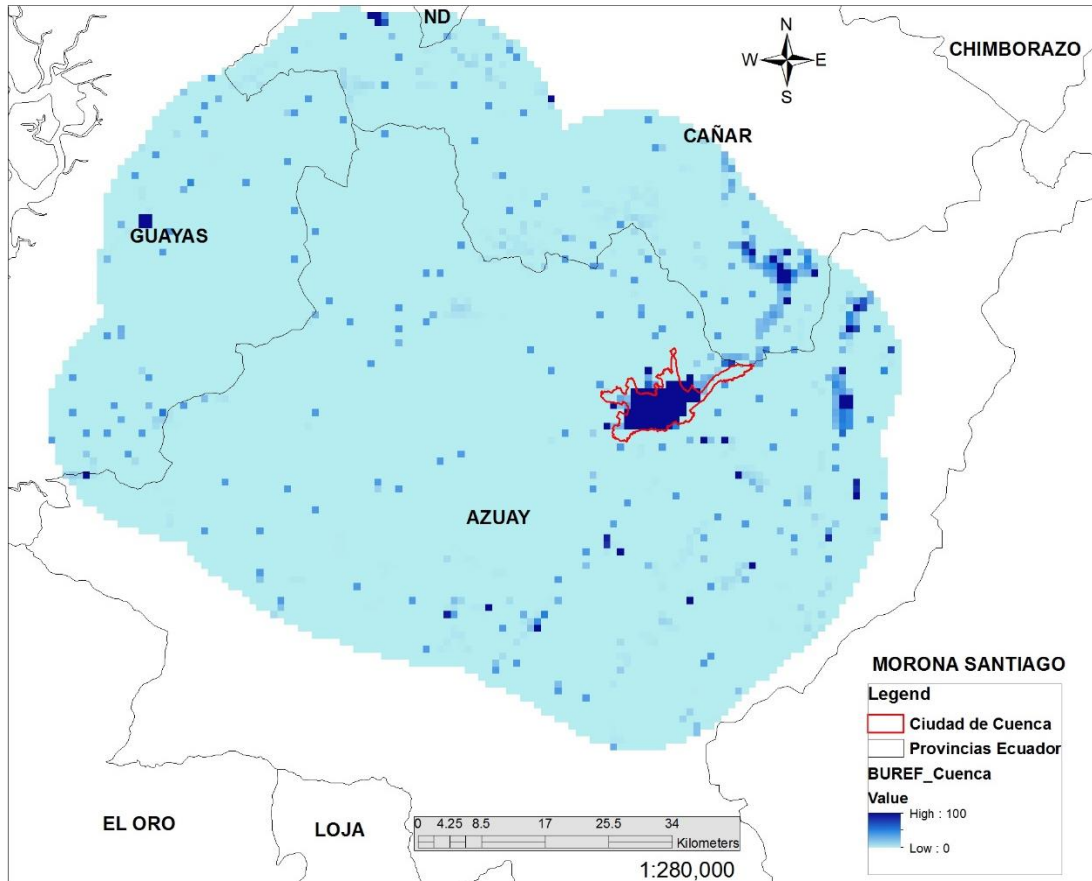 ND
CHIMBORAZO
N
W E
S
CAÑAR
GUAYAS
AZUAY
MORONA SANTIAGO
Legend
Ciudad de Cuenca
Provincias Ecuador
BUREF_Cuenca
Value
High : 100
Low : 0
EL ORO
LOJA
0 4.25 8.5 17 25.5 34
Kilometers
1:280,000